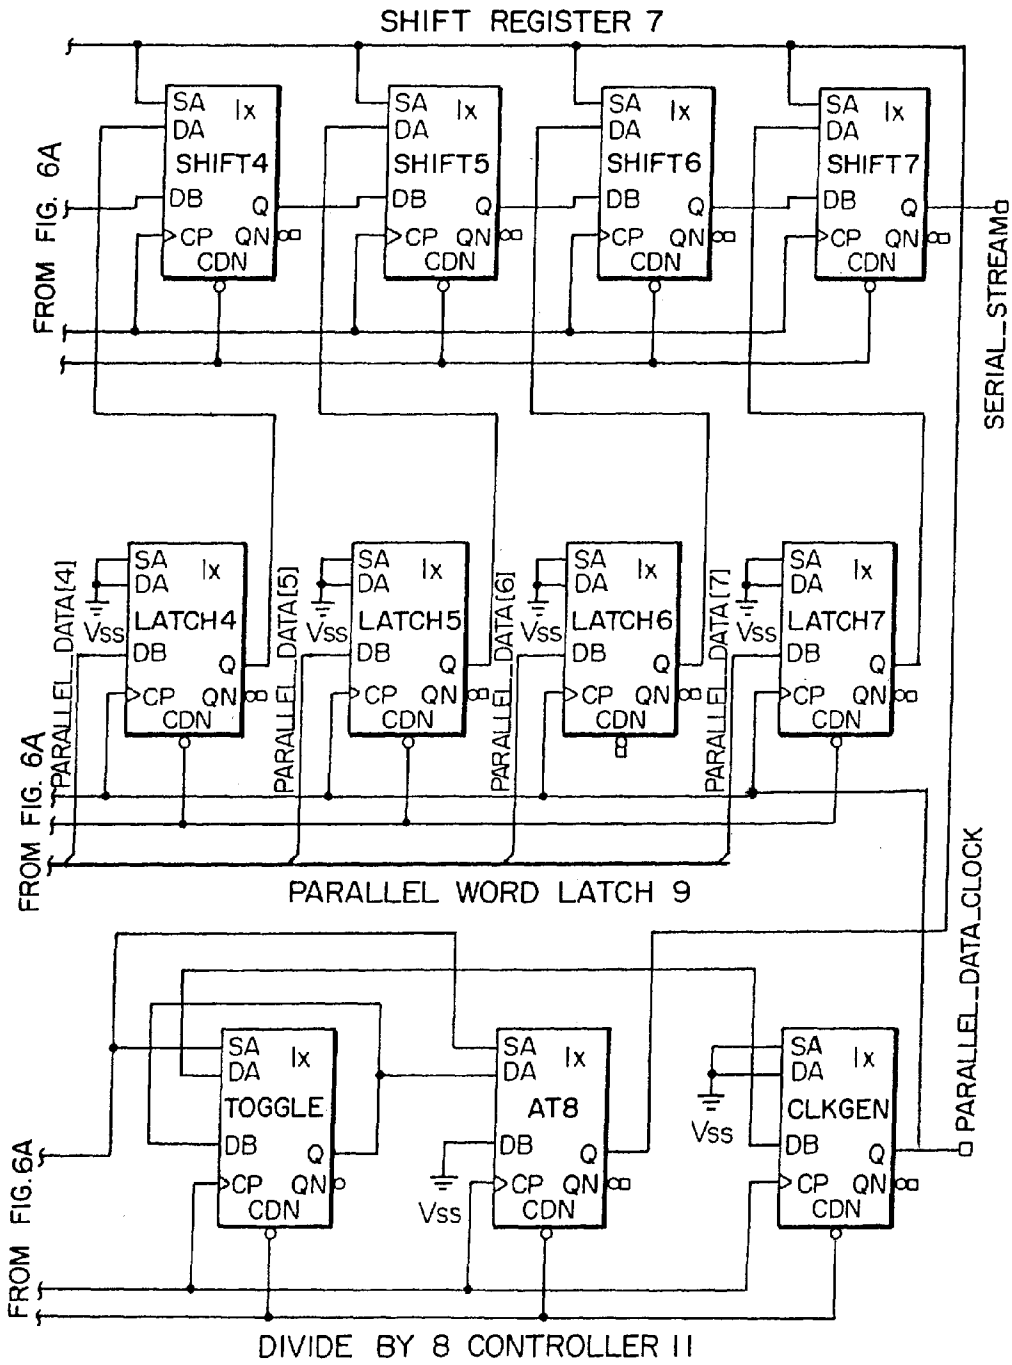 SHIFT REGISTER 7
FROM FIG. 6A
SA Ix
DA
SHIFT4
DB Q
CP QN
CDN
SA Ix
DA
SHIFT5
DB Q
CP QN
CDN
SA Ix
DA
SHIFT6
DB Q
CP QN
CDN
SA Ix
DA
SHIFT7
DB Q
CP QN
CDN
SERIAL_STREAM
FROM FIG. 6A
PARALLEL_DATA[4]
VSS
SA Ix
DA
LATCH4
DB Q
CP QN
CDN
PARALLEL_DATA[5]
VSS
SA Ix
DA
LATCH5
DB Q
CP QN
CDN
PARALLEL_DATA[6]
VSS
SA Ix
DA
LATCH6
DB Q
CP QN
CDN
PARALLEL_DATA[7]
VSS
SA Ix
DA
LATCH7
DB Q
CP QN
CDN
PARALLEL WORD LATCH 9
FROM FIG. 6A
SA Ix
DA
TOGGLE
DB Q
CP QN
CDN
VSS
SA Ix
DA
AT8
DB Q
CP QN
CDN
VSS
SA Ix
DA
CLKGEN
DB Q
CP QN
CDN
PARALLEL_DATA_CLOCK
DIVIDE BY 8 CONTROLLER 11